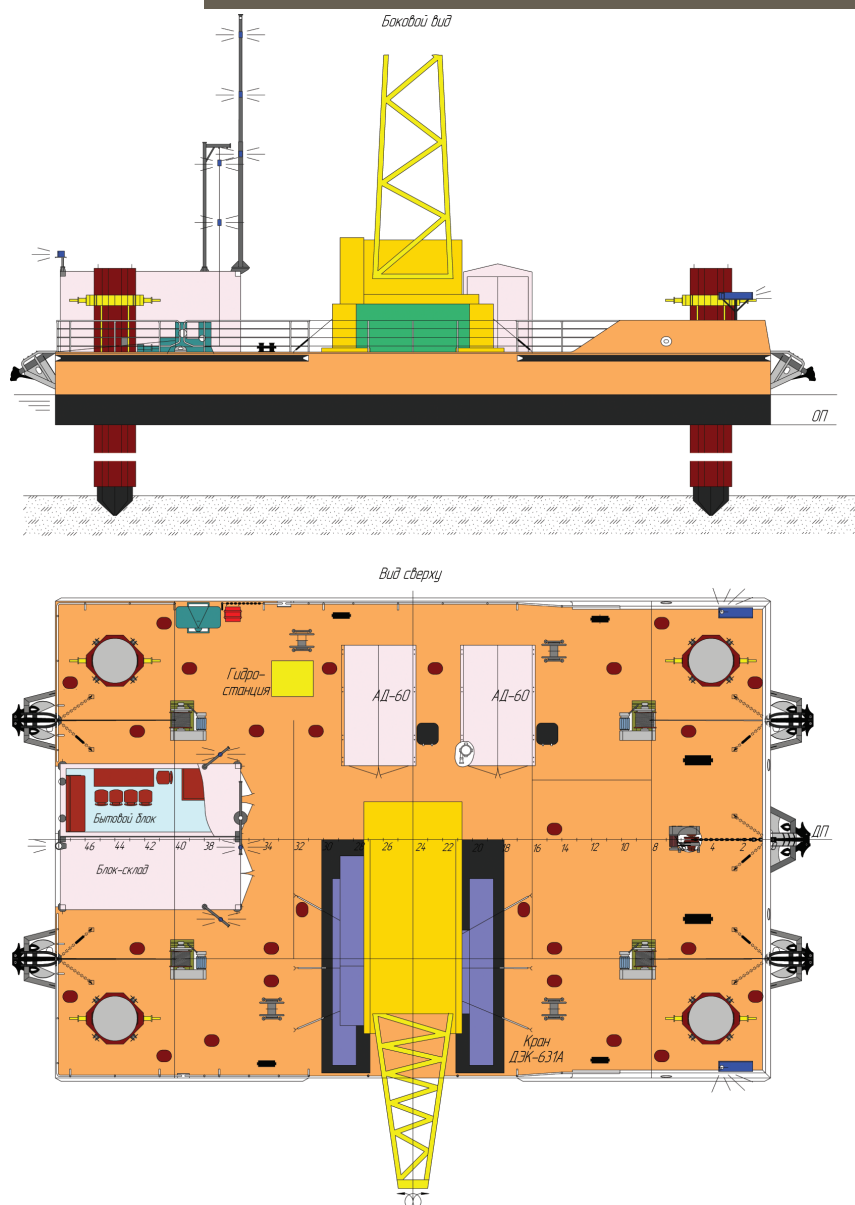 Боковой вид
ОП
Вид сверху
Гидро-
станция
АД-60
АД-60
Бытовой блок
ДП
46 44 42 40 38 34 32 30 28 26 24 22 20 18 16 14 12 10 8 4 2 0
Блок-склад
Кран
ДЭК-631А